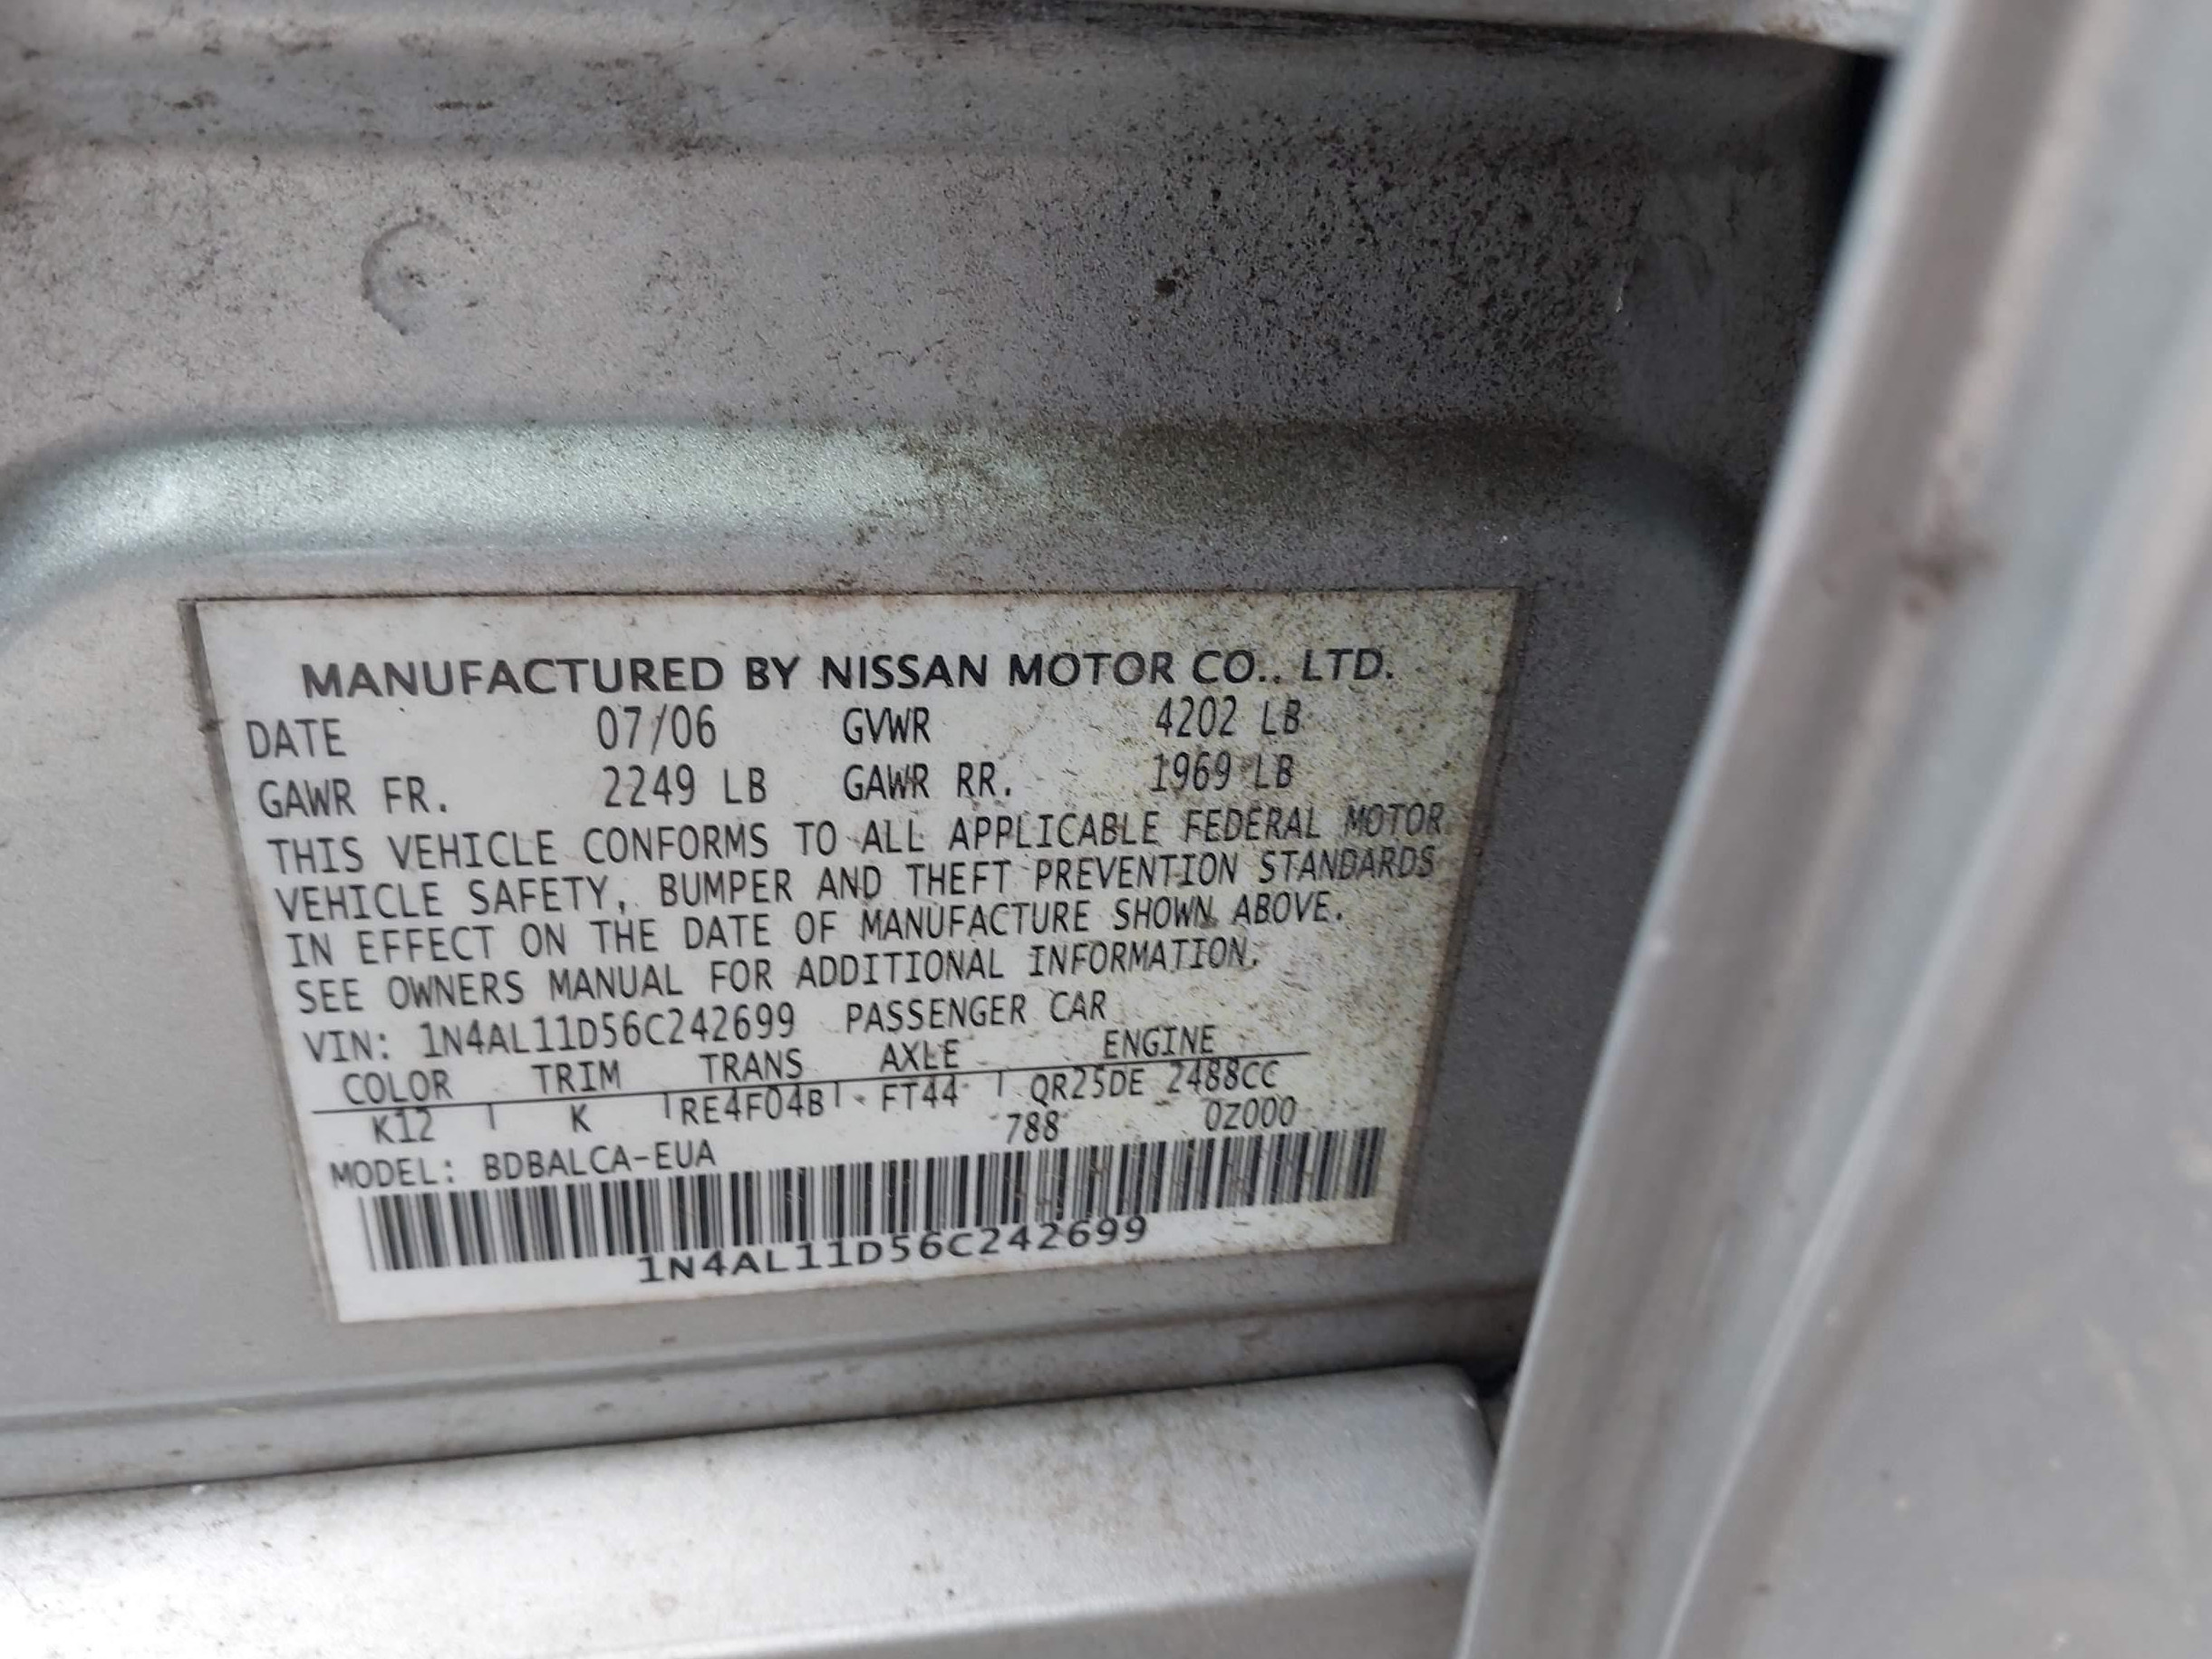 MANUFACTURED BY NISSAN MOTOR CO., LTD.
DATE 07/06 GVWR 4202 LB
GAWR FR. 2249 LB GAWR RR. 1969 LB
THIS VEHICLE CONFORMS TO ALL APPLICABLE FEDERAL MOTOR
VEHICLE SAFETY, BUMPER AND THEFT PREVENTION STANDARDS
IN EFFECT ON THE DATE OF MANUFACTURE SHOWN ABOVE.
SEE OWNERS MANUAL FOR ADDITIONAL INFORMATION.
VIN: 1N4AL11D56C242699 PASSENGER CAR
COLOR TRIM TRANS AXLE ENGINE
K12 K RE4F04B FT44 QR25DE 2488CC
MODEL: BDBALCA-EUA 788 0Z000
1N4AL11D56C242699